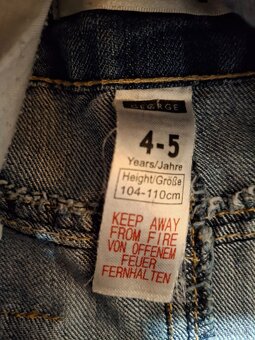 GEORGE
4-5
Years/Jahre
Height/Größe
104-110cm
KEEP AWAY
FROM FIRE
VON OFFENEM
FEUER
FERNHALTEN